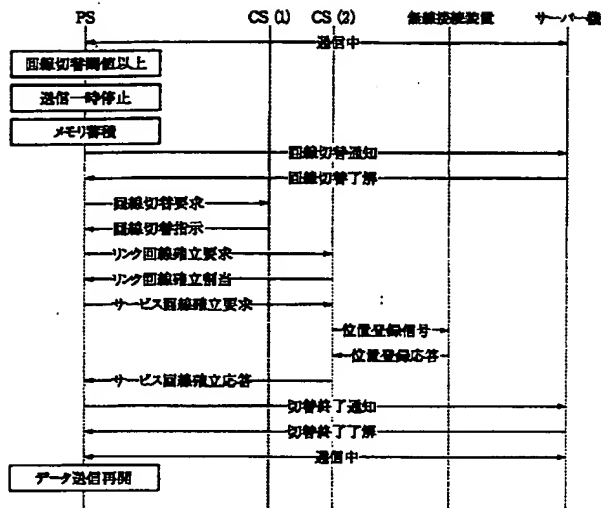 PS CS(1) CS(2) 無線接続装置 サーバー機
通信中
回線切替閾値以上
送信一時停止
メモリ蓄積
回線切替通知
回線切替了解
回線切替要求
回線切替指示
リンク回線確立要求
リンク回線確立割当
サービス回線確立要求
位置登録信号
位置登録応答
サービス回線確立応答
切替終了通知
切替終了了解
通信中
データ送信再開